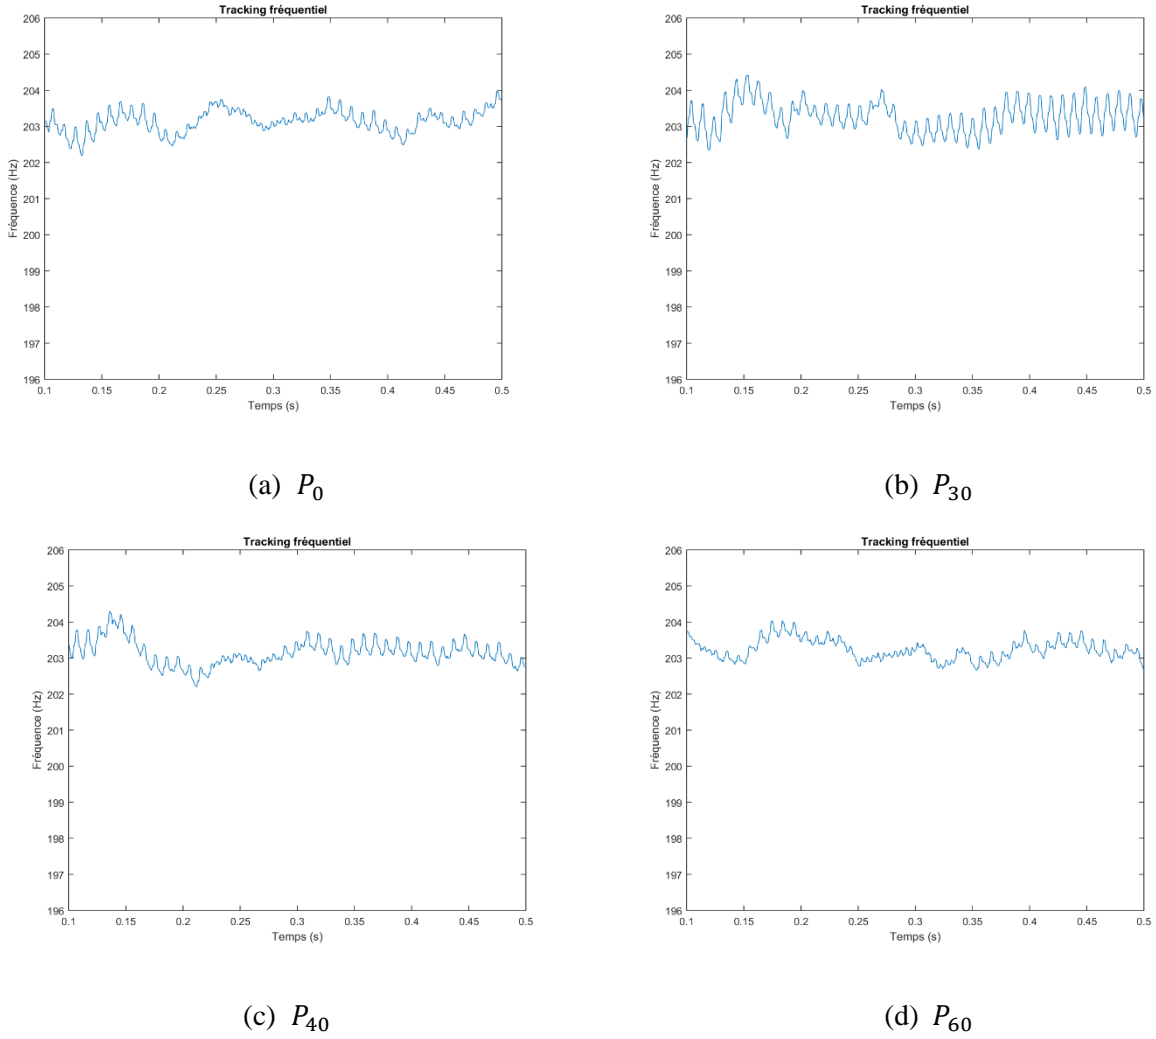 Tracking fréquentiel
206
205
204
203
202
201
200
199
198
197
196
Fréquence (Hz)
0.1 0.15 0.2 0.25 0.3 0.35 0.4 0.45 0.5
Temps (s)
(a) P₀
Tracking fréquentiel
206
205
204
203
202
201
200
199
198
197
196
Fréquence (Hz)
0.1 0.15 0.2 0.25 0.3 0.35 0.4 0.45 0.5
Temps (s)
(b) P₃₀
Tracking fréquentiel
206
205
204
203
202
201
200
199
198
197
196
Fréquence (Hz)
0.1 0.15 0.2 0.25 0.3 0.35 0.4 0.45 0.5
Temps (s)
(c) P₄₀
Tracking fréquentiel
206
205
204
203
202
201
200
199
198
197
196
Fréquence (Hz)
0.1 0.15 0.2 0.25 0.3 0.35 0.4 0.45 0.5
Temps (s)
(d) P₆₀